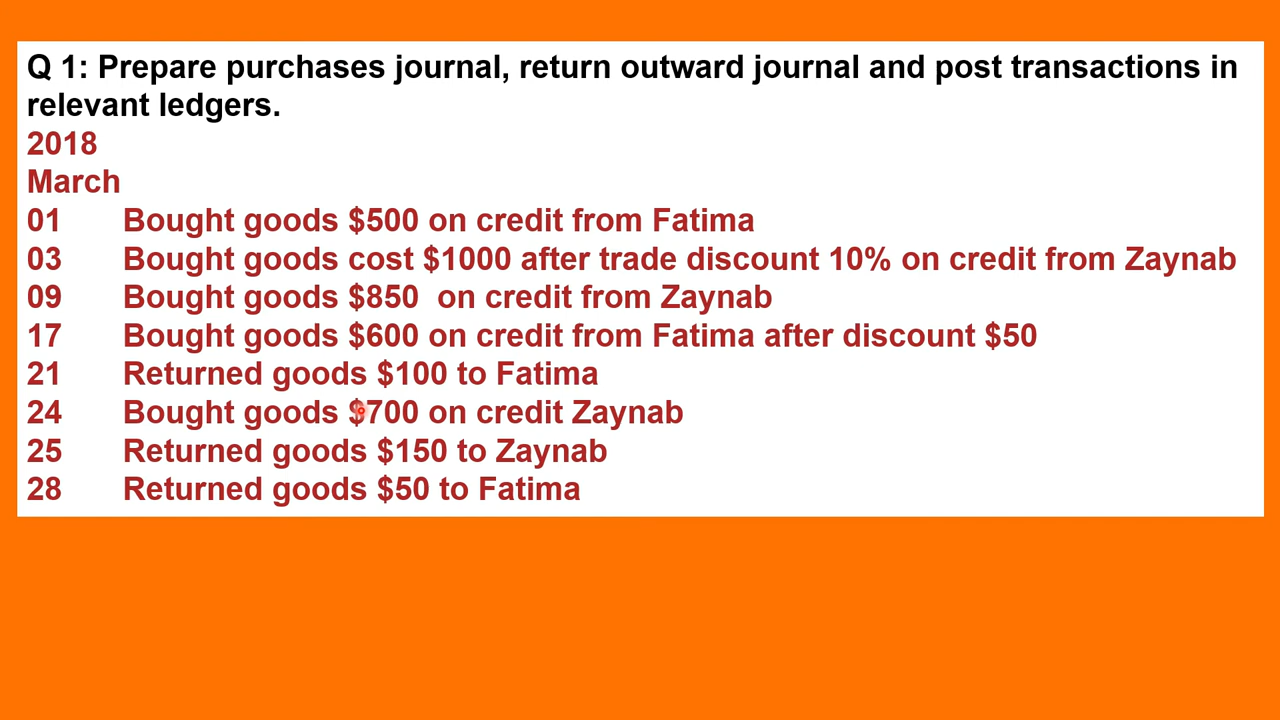 Q 1: Prepare purchases journal, return outward journal and post transactions in
relevant ledgers.
2018
March
01 Bought goods $500 on credit from Fatima
03 Bought goods cost $1000 after trade discount 10% on credit from Zaynab
09 Bought goods $850 on credit from Zaynab
17 Bought goods $600 on credit from Fatima after discount $50
21 Returned goods $100 to Fatima
24 Bought goods $700 on credit Zaynab
25 Returned goods $150 to Zaynab
28 Returned goods $50 to Fatima